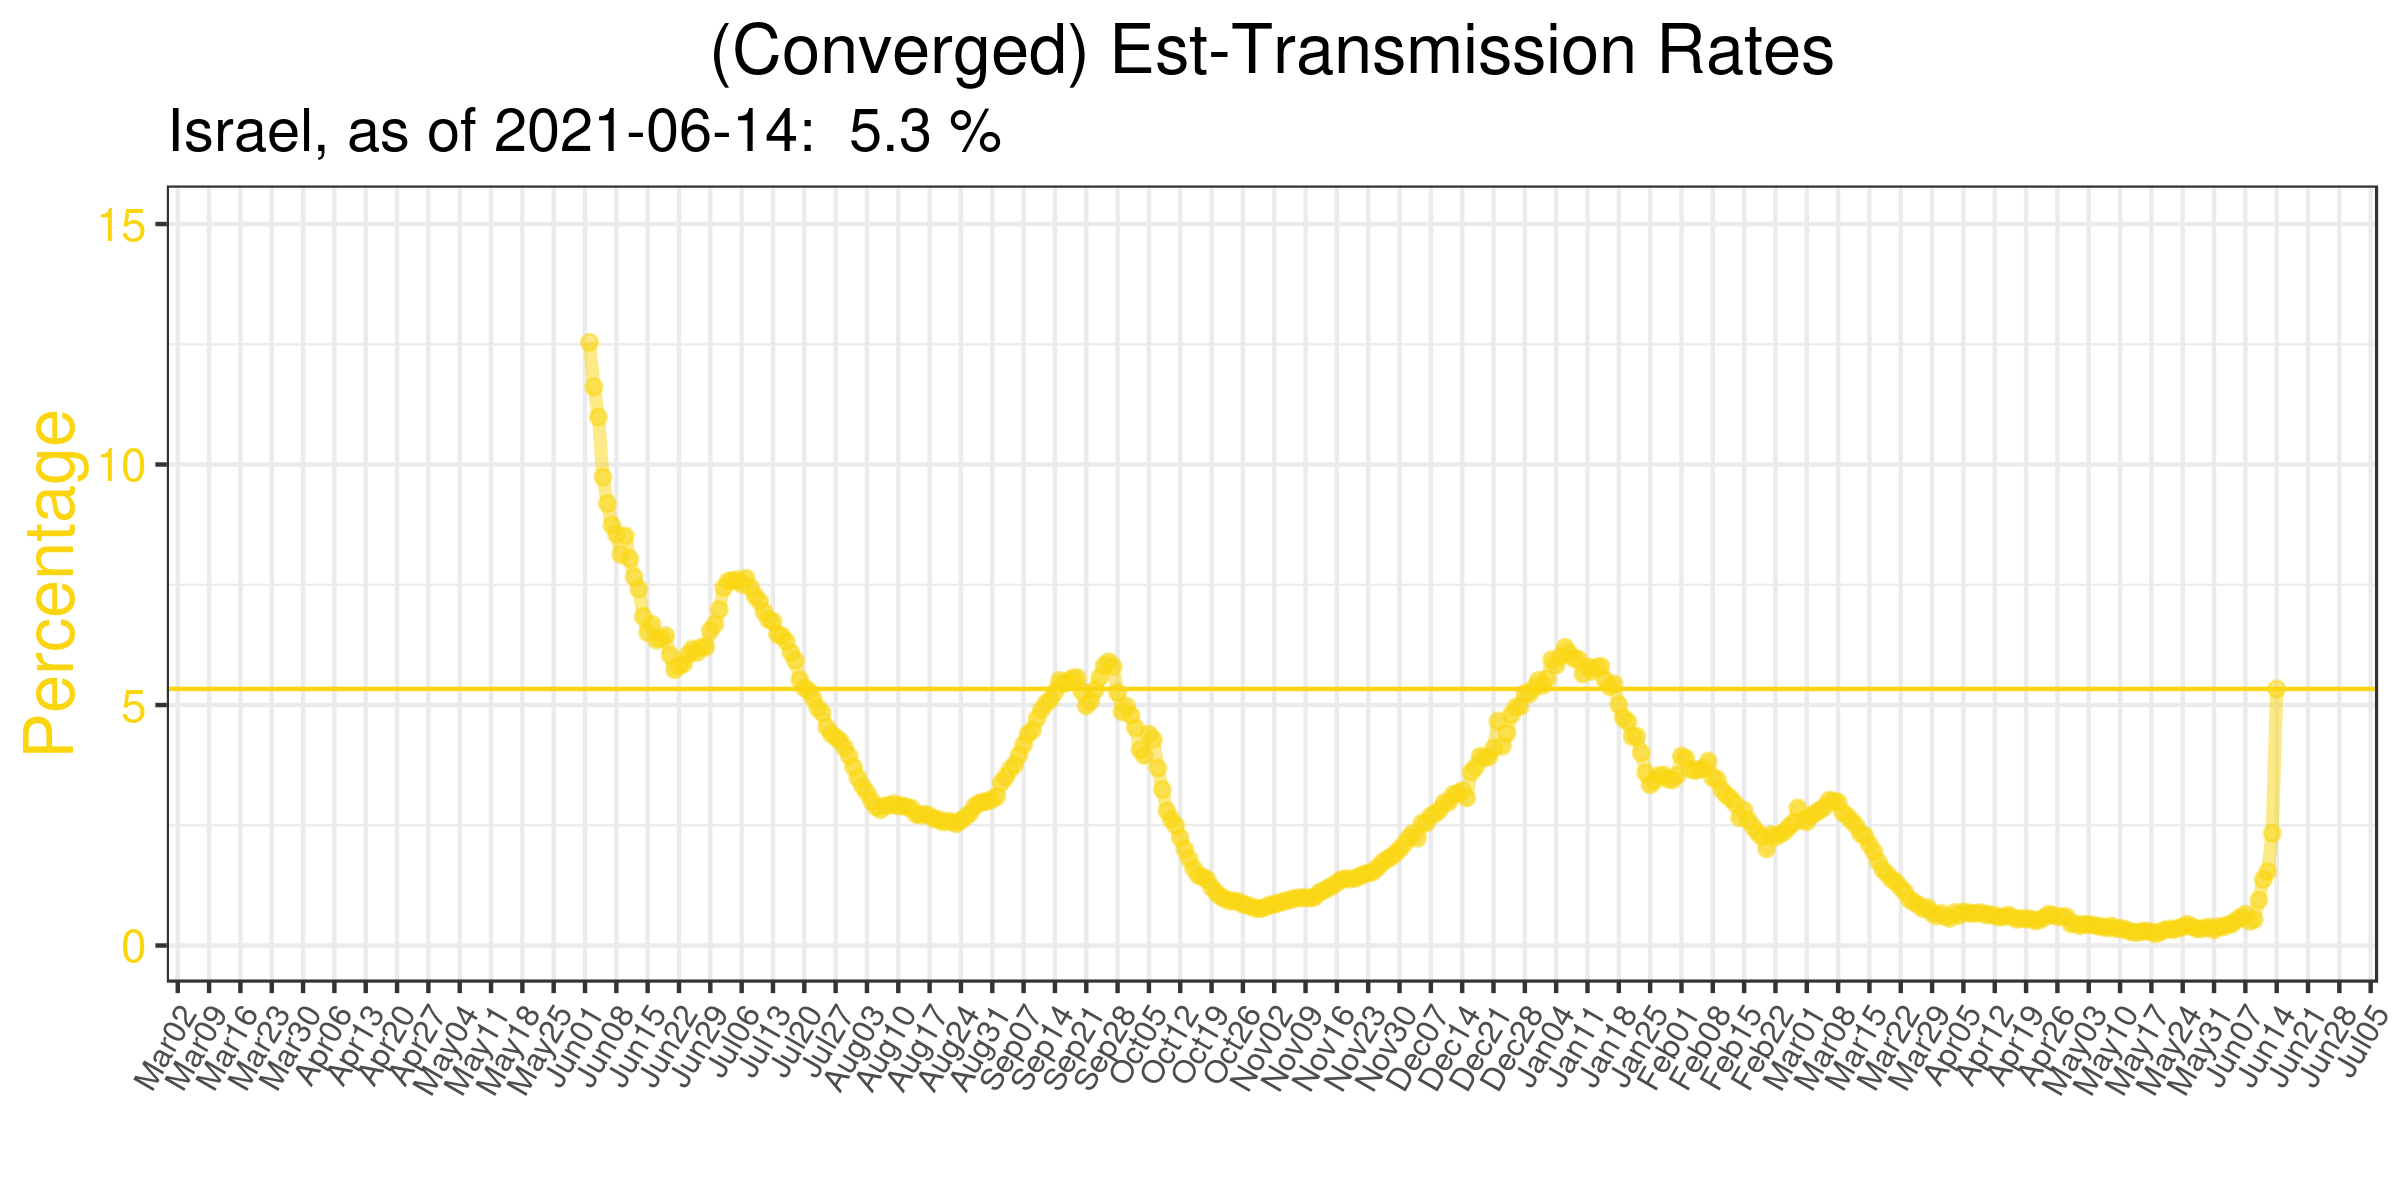 (Converged) Est-Transmission Rates
Israel, as of 2021-06-14:  5.3 %
Percentage
15
10
5
0
Mar02
Mar09
Mar16
Mar23
Mar30
Apr06
Apr13
Apr20
Apr27
May04
May11
May18
May25
Jun01
Jun08
Jun15
Jun22
Jun29
Jul06
Jul13
Jul20
Jul27
Aug03
Aug10
Aug17
Aug24
Aug31
Sep07
Sep14
Sep21
Sep28
Oct05
Oct12
Oct19
Oct26
Nov02
Nov09
Nov16
Nov23
Nov30
Dec07
Dec14
Dec21
Dec28
Jan04
Jan11
Jan18
Jan25
Feb01
Feb08
Feb15
Feb22
Mar01
Mar08
Mar15
Mar22
Mar29
Apr05
Apr12
Apr19
Apr26
May03
May10
May17
May24
May31
Jun07
Jun14
Jun21
Jun28
Jul05